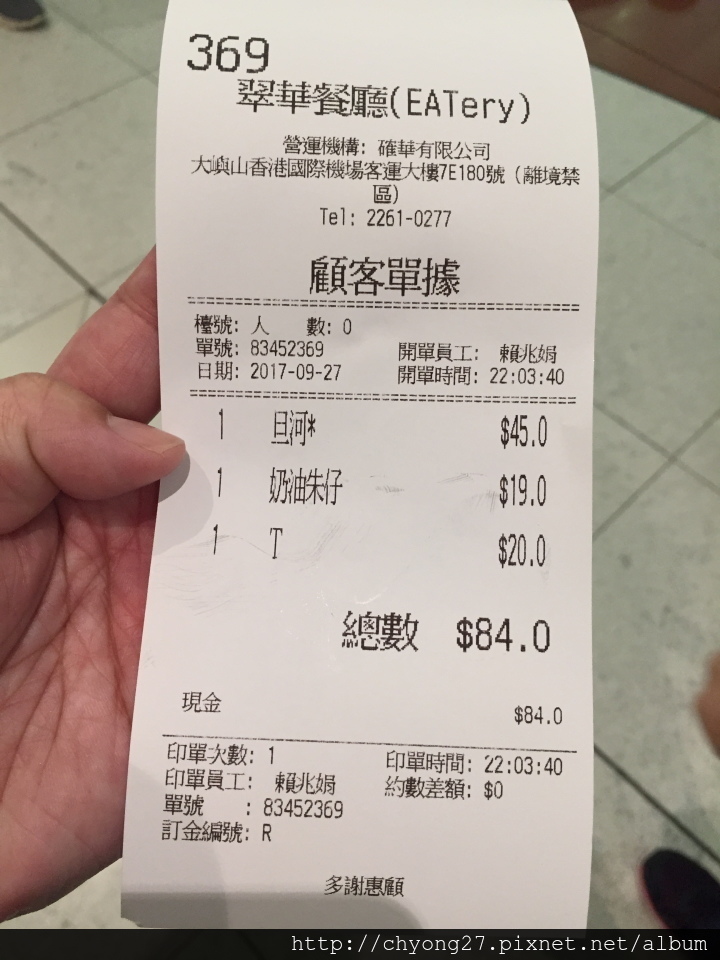 369
翠華餐廳(EATery)
營運機構: 確華有限公司
大嶼山香港國際機場客運大樓7E180號 (離境禁
區)
Tel: 2261-0277
顧客單據
檯號: 人 數: 0
單號: 83452369 開單員工: 賴兆娟
日期: 2017-09-27 開單時間: 22:03:40
1 旦河* $45.0
1 奶油朱仔 $19.0
1 T $20.0
總數 $84.0
現金 $84.0
印單次數: 1 印單時間: 22:03:40
印單員工: 賴兆娟 約數差額: $0
單號 : 83452369
訂金編號: R
多謝惠顧
http://chyong27.pixnet.net/album